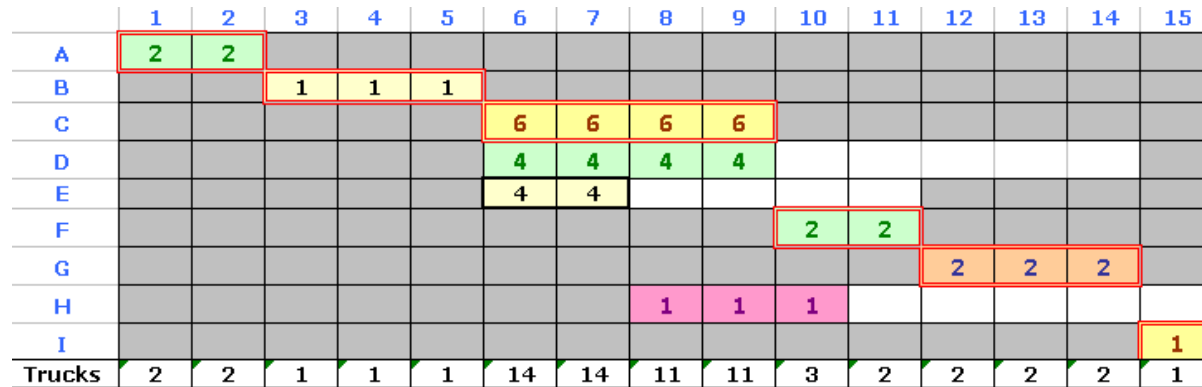 1 2 3 4 5 6 7 8 9 10 11 12 13 14 15
A 2 2
B 1 1 1
C 6 6 6 6
D 4 4 4 4
E 4 4
F 2 2
G 2 2 2
H 1 1 1
I 1
Trucks 2 2 1 1 1 14 14 11 11 3 2 2 2 2 1